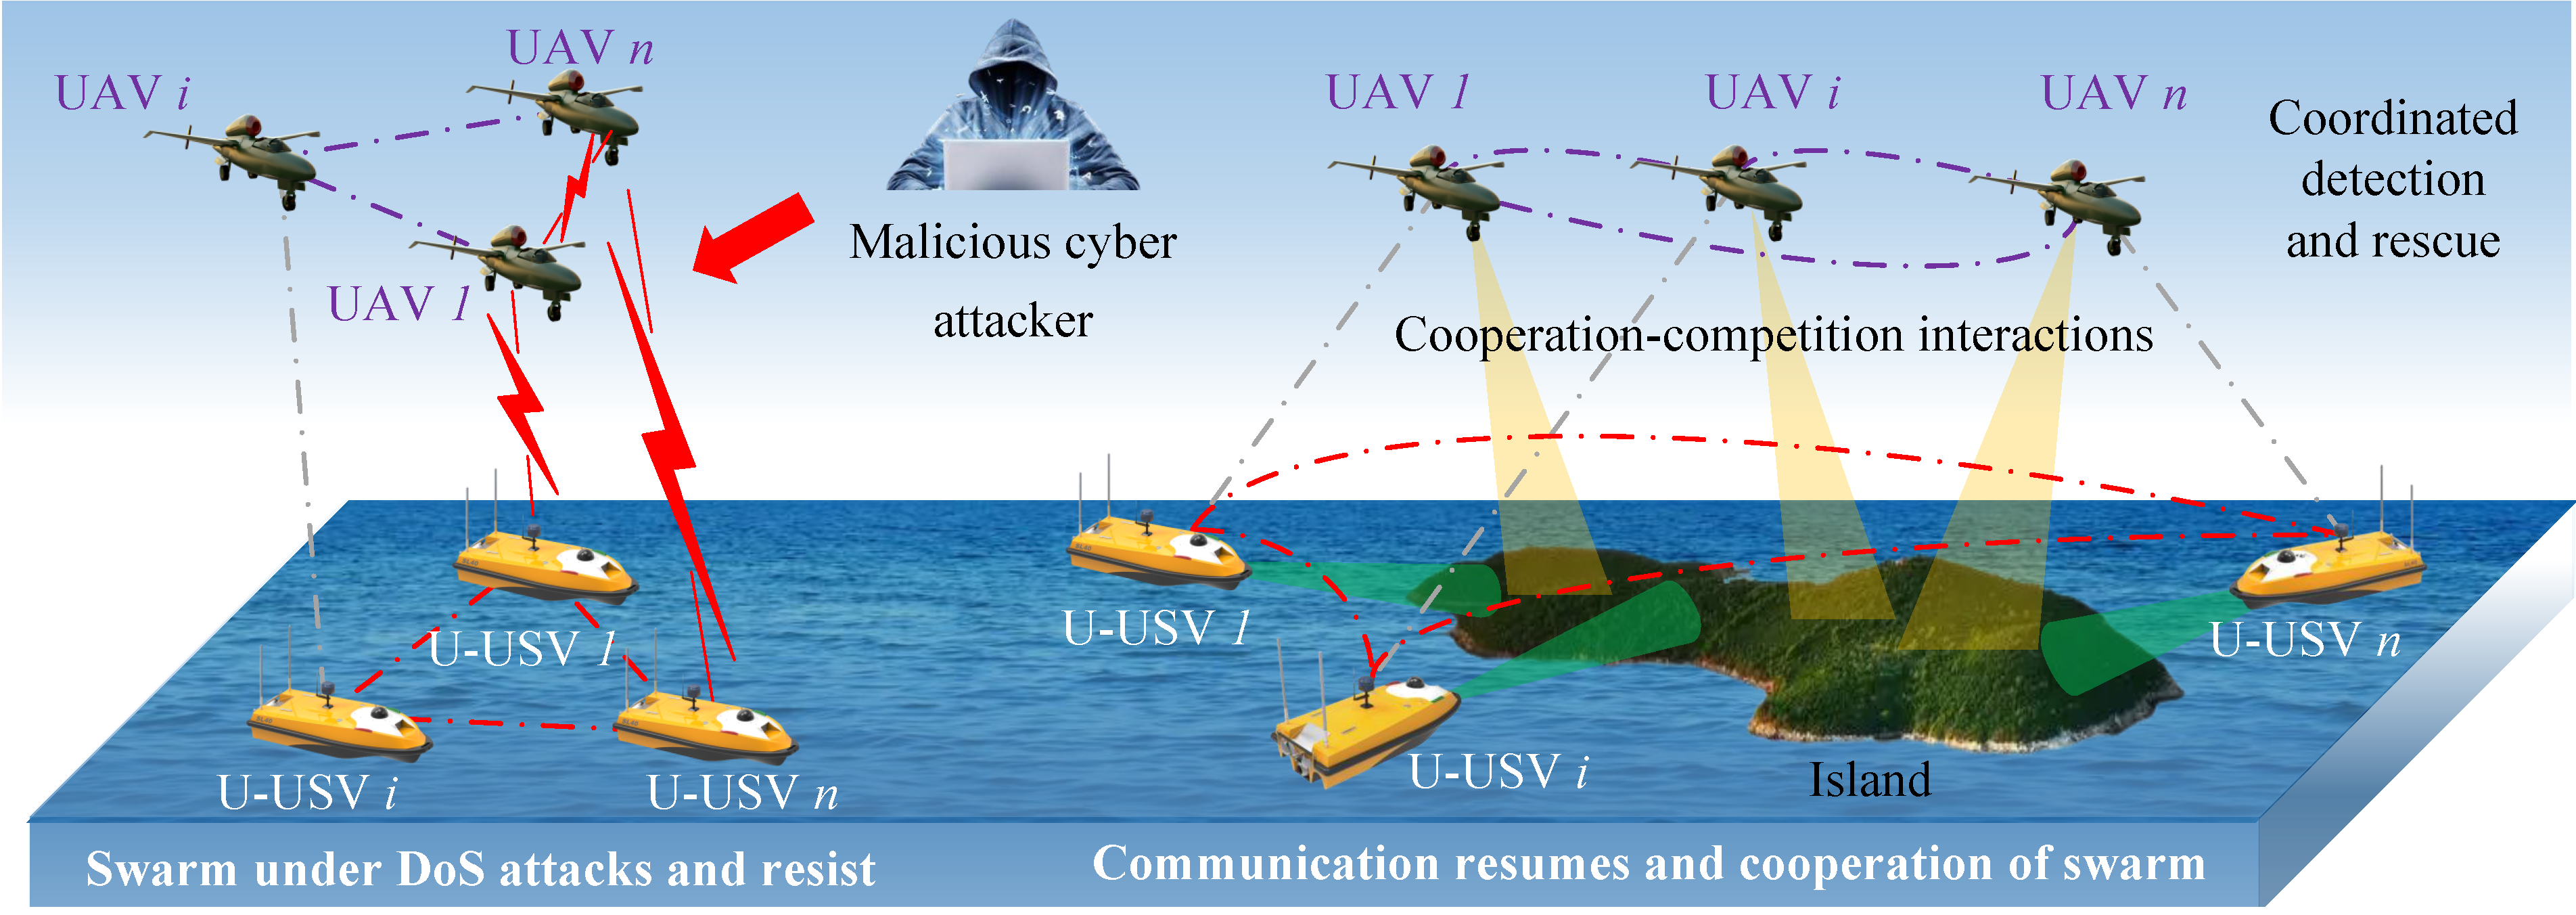 UAV n
UAV i
UAV 1
Malicious cyber
attacker
U-USV 1
U-USV i
U-USV n
Swarm under DoS attacks and resist
UAV 1
UAV i
UAV n
Coordinated
detection
and rescue
Cooperation-competition interactions
U-USV 1
U-USV n
U-USV i
Island
Communication resumes and cooperation of swarm